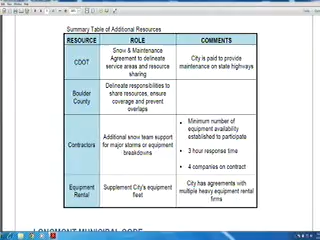 Summary Table of Additional Resources
RESOURCE ROLE COMMENTS
CDOT
Snow & Maintenance
Agreement to delineate
service areas and resource
sharing
City is paid to provide
maintenance on state highways
Boulder
County
Delineate responsibilities
to share resources, ensure
coverage and prevent
overlaps
Contractors
Additional snow team support
for major storms or equipment
breakdowns
• Minimum number of
equipment availability
established to participate
• 3 hour response time
• 4 companies on contract
Equipment
Rental
Supplement City's equipment
fleet
City has agreements with
multiple heavy equipment rental
firms
LONGMONT MUNICIPAL CODE